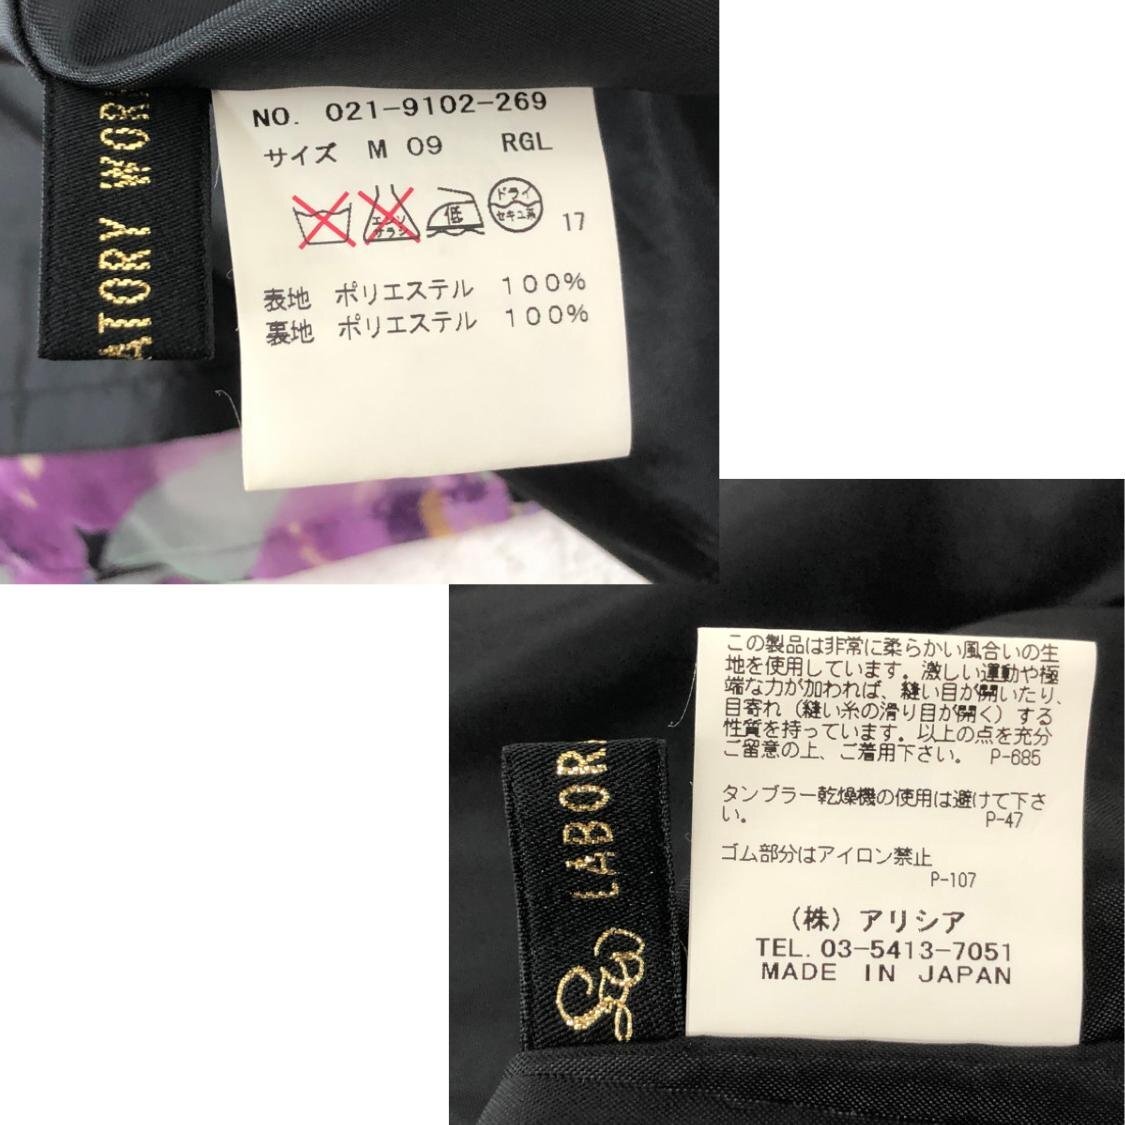 ATORY WOR
NO. 021-9102-269
サイズ M 09 RGL
エンソ
サラシ
低
ドライ
セキユ系
17
表地 ポリエステル 100%
裏地 ポリエステル 100%
LABOR
この製品は非常に柔らかい風合いの生
地を使用しています。激しい運動や極
端な力が加われば、縫い目が開いたり、
目寄れ(縫い糸の滑り目が開く)する
性質を持っています。以上の点を充分
ご留意の上、ご着用下さい。 P-685
タンブラー乾燥機の使用は避けて下さ
い。 P-47
ゴム部分はアイロン禁止
P-107
(株)アリシア
TEL. 03-5413-7051
MADE IN JAPAN